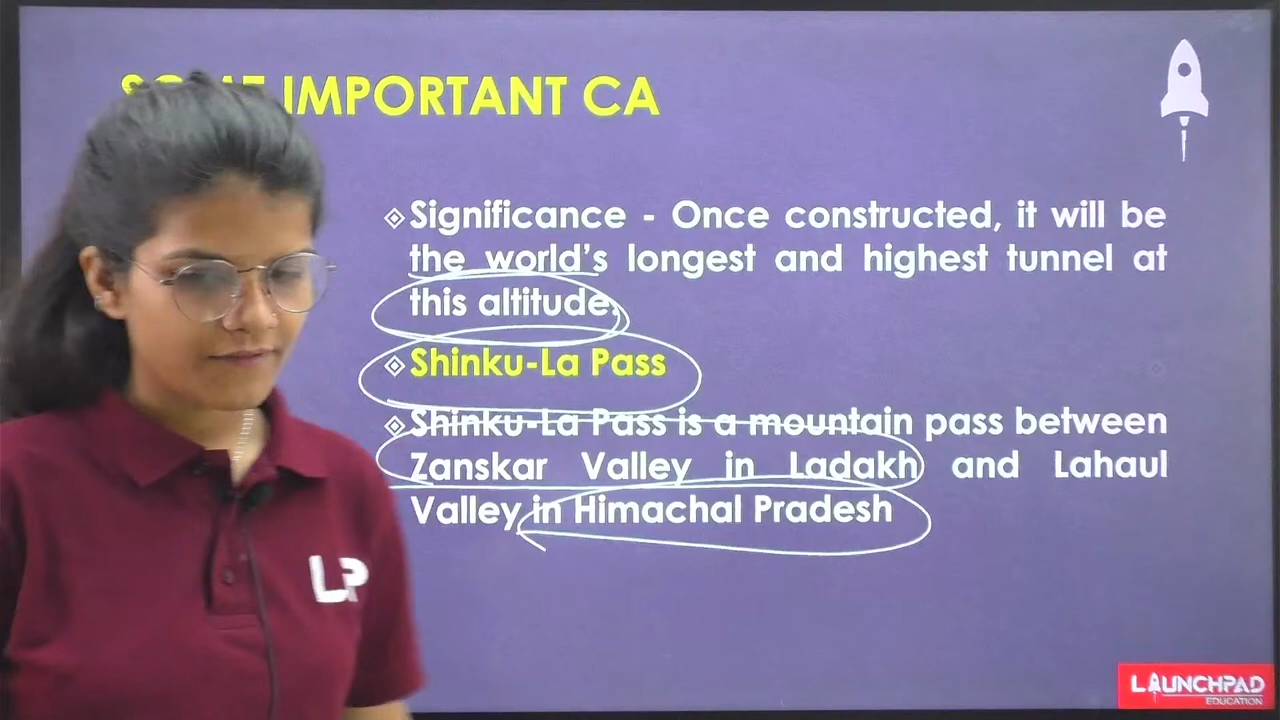 SOME IMPORTANT CA
Significance - Once constructed, it will be
the world's longest and highest tunnel at
this altitude.
Shinku-La Pass
Shinku-La Pass is a mountain pass between
Zanskar Valley in Ladakh and Lahaul
Valley in Himachal Pradesh
LP
LAUNCHPAD
EDUCATION